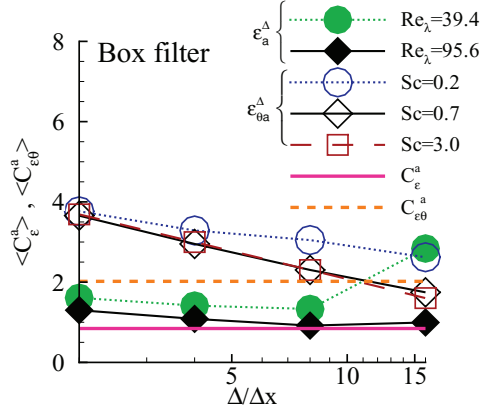 Box filter
ε_a^Δ
ε_θa^Δ
Re_λ=39.4
Re_λ=95.6
Sc=0.2
Sc=0.7
Sc=3.0
C_ε^a
C_εθ^a
<C_ε^a> , <C_εθ^a>
8
6
4
2
0
5
10
15
Δ/Δx